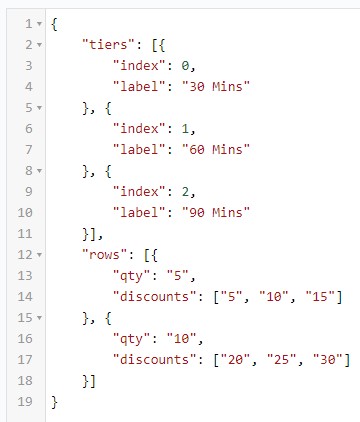 1 {
2     "tiers": [{
3         "index": 0,
4         "label": "30 Mins"
5     }, {
6         "index": 1,
7         "label": "60 Mins"
8     }, {
9         "index": 2,
10         "label": "90 Mins"
11     }],
12     "rows": [{
13         "qty": "5",
14         "discounts": ["5", "10", "15"]
15     }, {
16         "qty": "10",
17         "discounts": ["20", "25", "30"]
18     }]
19 }